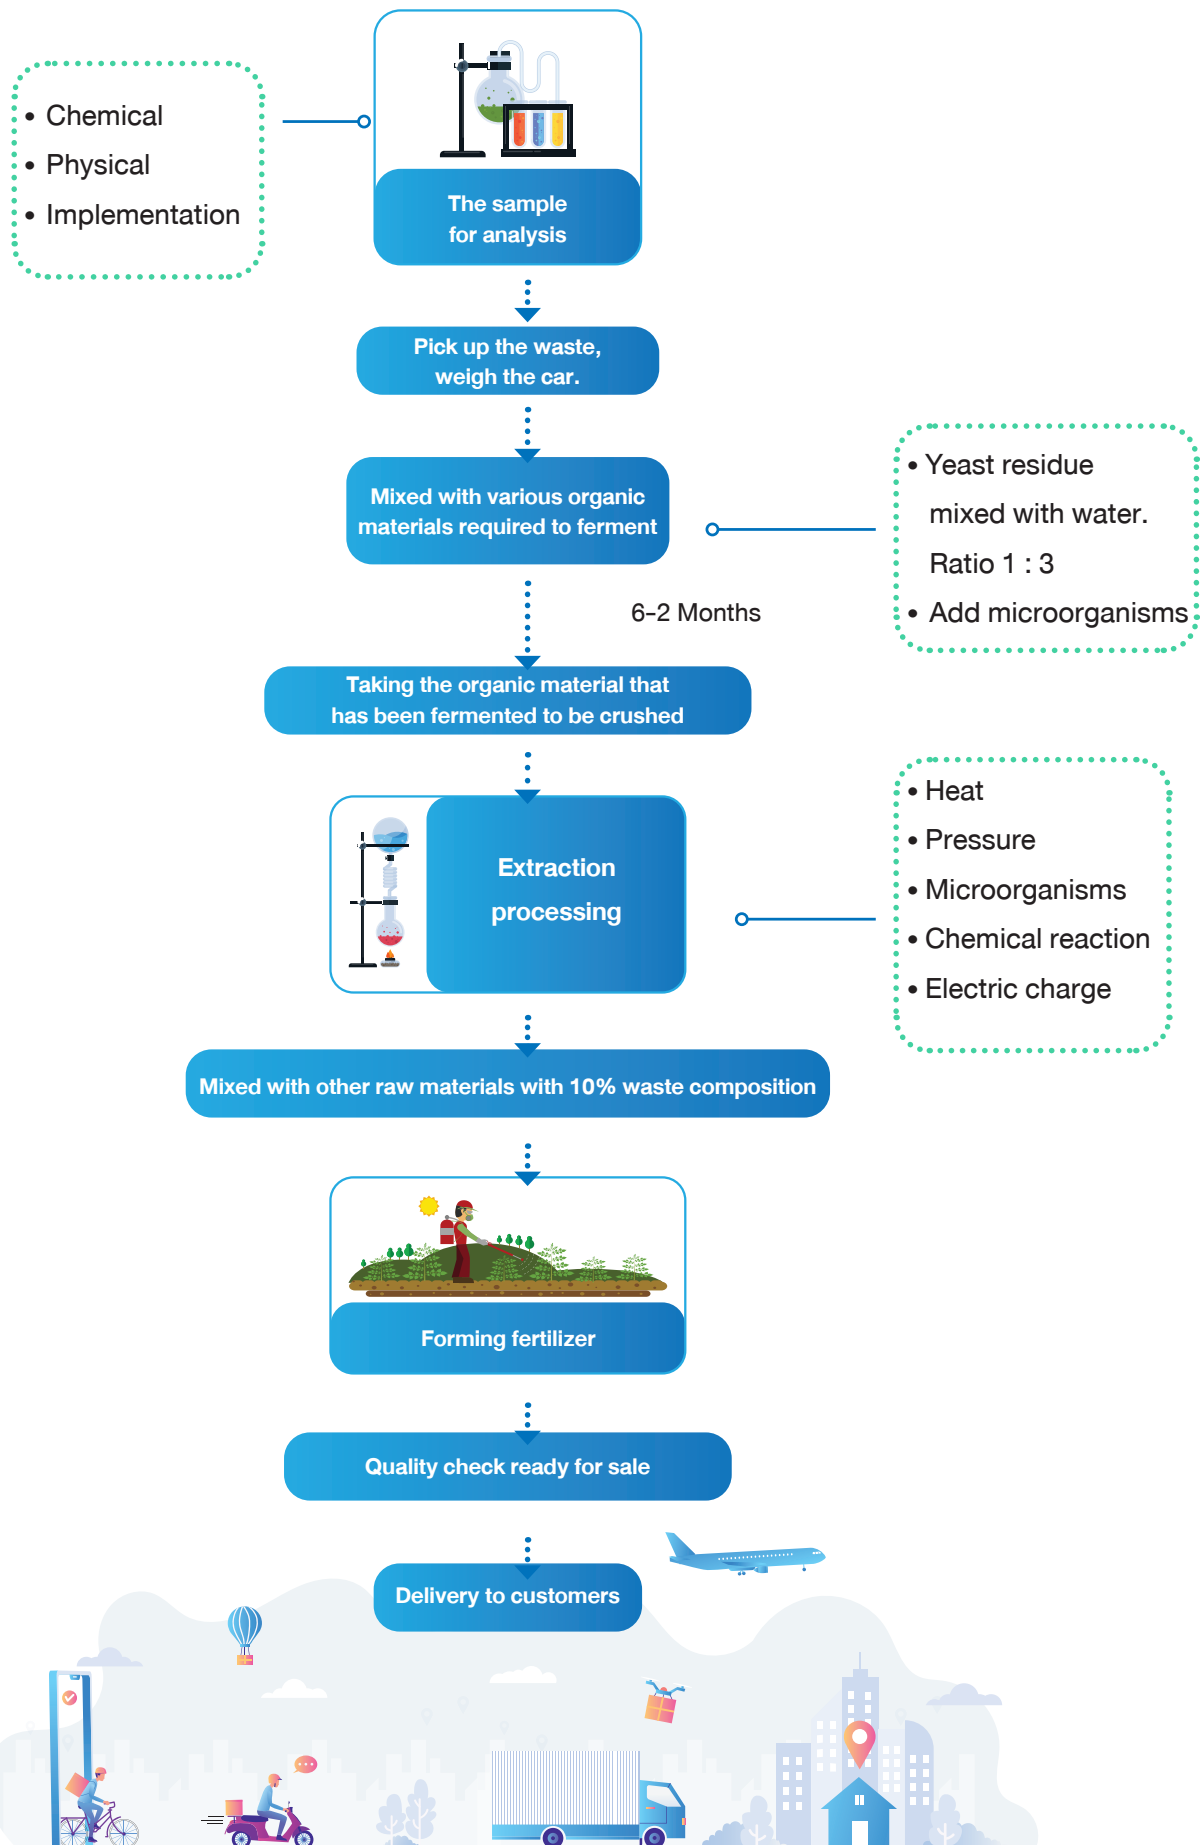 • Chemical
• Physical
• Implementation
The sample
for analysis
Pick up the waste,
weigh the car.
Mixed with various organic
materials required to ferment
• Yeast residue
mixed with water.
Ratio 1 : 3
• Add microorganisms
6-2 Months
Taking the organic material that
has been fermented to be crushed
Extraction
processing
• Heat
• Pressure
• Microorganisms
• Chemical reaction
• Electric charge
Mixed with other raw materials with 10% waste composition
Forming fertilizer
Quality check ready for sale
Delivery to customers